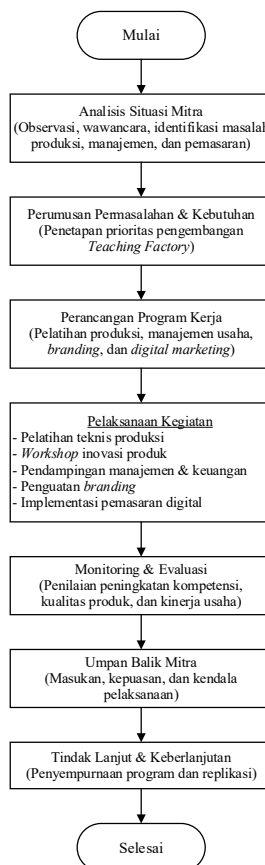 Mulai
Analisis Situasi Mitra
(Observasi, wawancara, identifikasi masalah
produksi, manajemen, dan pemasaran)
Perumusan Permasalahan & Kebutuhan
(Penetapan prioritas pengembangan
Teaching Factory)
Perancangan Program Kerja
(Pelatihan produksi, manajemen usaha,
branding, dan digital marketing)
Pelaksanaan Kegiatan
- Pelatihan teknis produksi
- Workshop inovasi produk
- Pendampingan manajemen & keuangan
- Penguatan branding
- Implementasi pemasaran digital
Monitoring & Evaluasi
(Penilaian peningkatan kompetensi,
kualitas produk, dan kinerja usaha)
Umpan Balik Mitra
(Masukan, kepuasan, dan kendala
pelaksanaan)
Tindak Lanjut & Keberlanjutan
(Penyempurnaan program dan replikasi)
Selesai